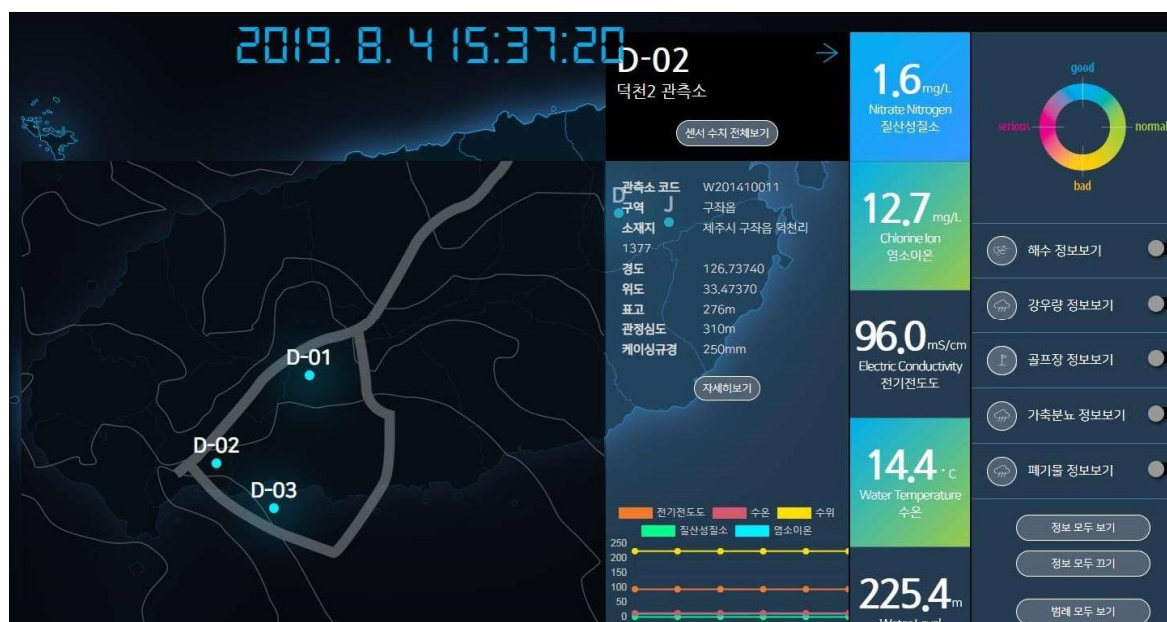 2019. 8. 4 15:37:20
D-02
덕천2 관측소
센서 수치 전체보기
D-01
D-02
D-03
D
J
관측소 코드 W201410011
구역 구좌읍
소재지 제주시 구좌읍 덕천리
1377
경도 126.73740
위도 33.47370
표고 276m
관정심도 310m
케이싱규경 250mm
자세히보기
전기전도도 수온 수위
질산성질소 염소이온
250
200
150
100
50
0
1.6 mg/L
Nitrate Nitrogen
질산성질소
12.7 mg/L
Chlorine Ion
염소이온
96.0 mS/cm
Electric Conductivity
전기전도도
14.4 °C
Water Temperature
수온
225.4 m
good
serious
normal
bad
해수 정보보기
강우량 정보보기
골프장 정보보기
가축분뇨 정보보기
폐기물 정보보기
정보 모두 보기
정보 모두 끄기
범례 모두 보기